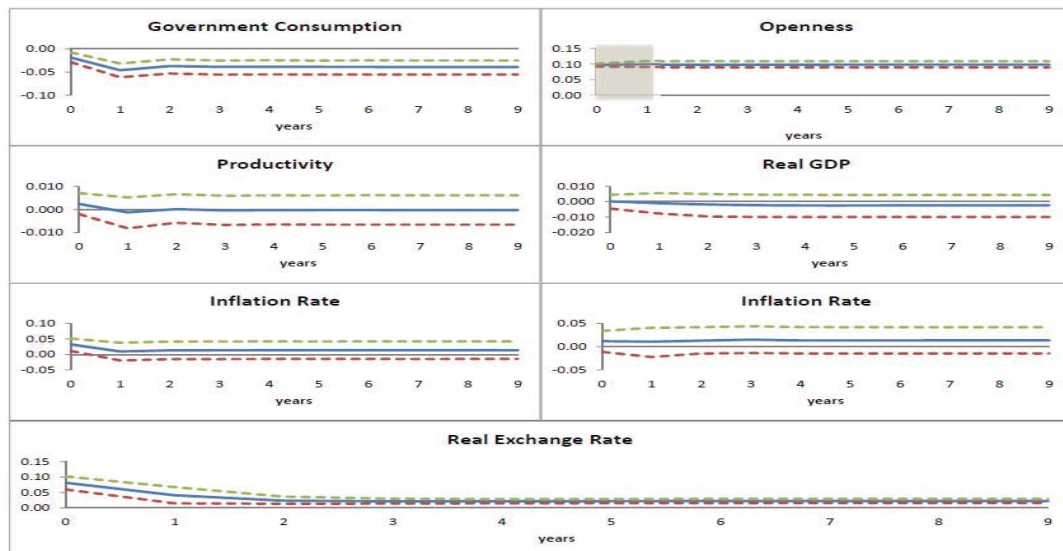 Government Consumption
0.00
-0.05
-0.10
0 1 2 3 4 5 6 7 8 9
years
Openness
0.15
0.10
0.05
0.00
0 1 2 3 4 5 6 7 8 9
years
Productivity
0.010
0.000
-0.010
0 1 2 3 4 5 6 7 8 9
years
Real GDP
0.010
0.000
-0.010
-0.020
0 1 2 3 4 5 6 7 8 9
years
Inflation Rate
0.10
0.05
0.00
-0.05
0 1 2 3 4 5 6 7 8 9
years
Inflation Rate
0.05
0.00
-0.05
0 1 2 3 4 5 6 7 8 9
years
Real Exchange Rate
0.15
0.10
0.05
0.00
0 1 2 3 4 5 6 7 8 9
years